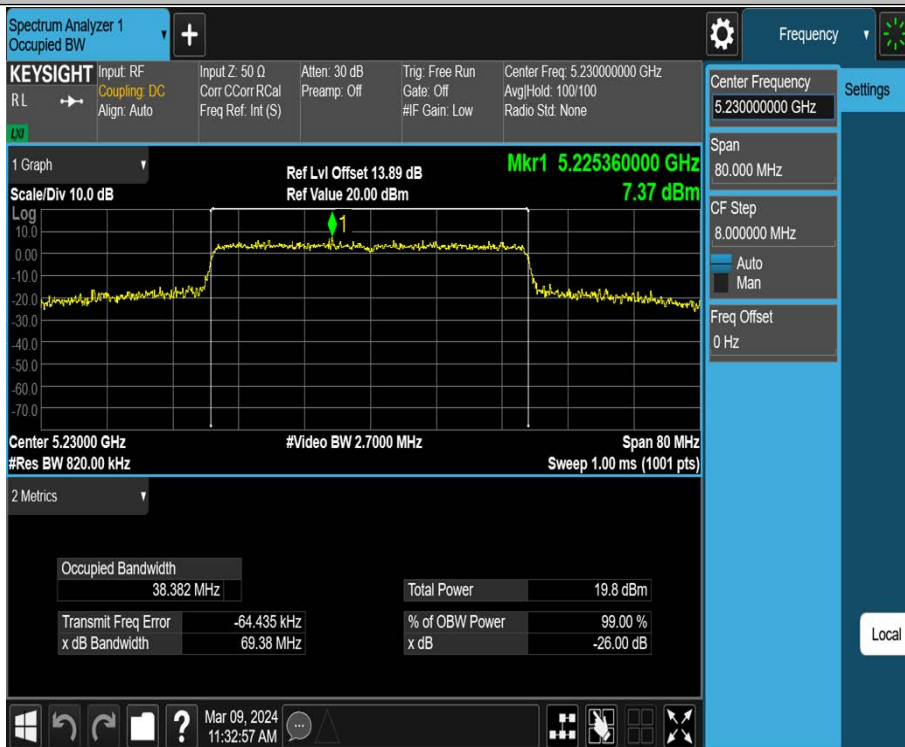 Spectrum Analyzer 1
Occupied BW
+
Frequency
KEYSIGHT
RL
LXI
Input: RF
Coupling: DC
Align: Auto
Input Z: 50 Ω
Corr CCorr RCal
Freq Ref: Int (S)
Atten: 30 dB
Preamp: Off
Trig: Free Run
Gate: Off
#IF Gain: Low
Center Freq: 5.230000000 GHz
Avg|Hold: 100/100
Radio Std: None
Center Frequency
5.230000000 GHz
Settings
Span
80.000 MHz
CF Step
8.000000 MHz
Auto
Man
Freq Offset
0 Hz
Local
1 Graph
Scale/Div 10.0 dB
Ref Lvl Offset 13.89 dB
Ref Value 20.00 dBm
Mkr1 5.225360000 GHz
7.37 dBm
Log
1
10.0
0.00
-10.0
-20.0
-30.0
-40.0
-50.0
-60.0
-70.0
Center 5.23000 GHz
#Video BW 2.7000 MHz
Span 80 MHz
#Res BW 820.00 kHz
Sweep 1.00 ms (1001 pts)
2 Metrics
Occupied Bandwidth
38.382 MHz
Total Power 19.8 dBm
Transmit Freq Error -64.435 kHz
% of OBW Power 99.00 %
x dB Bandwidth 69.38 MHz
x dB -26.00 dB
?
Mar 09, 2024
11:32:57 AM